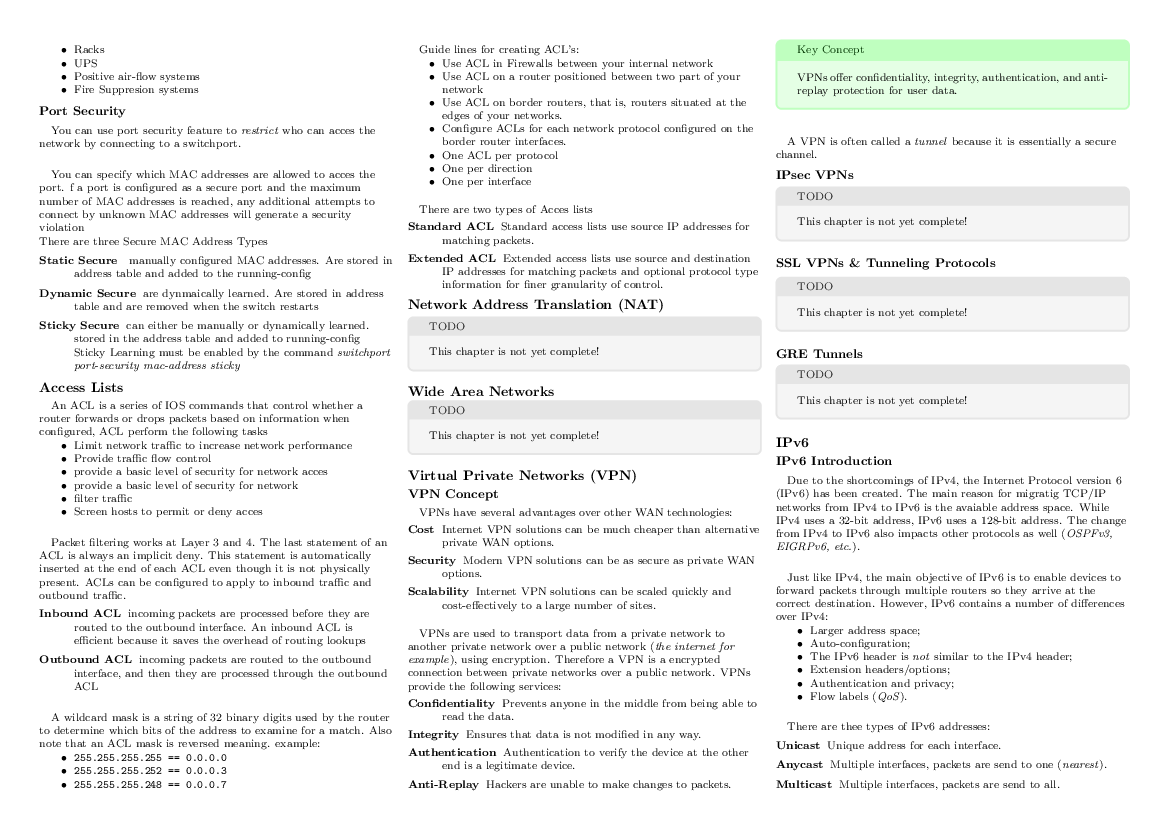 • Racks
• UPS
• Positive air-flow systems
• Fire Suppresion systems
Port Security
You can use port security feature to restrict who can acces the
network by connecting to a switchport.
You can specify which MAC addresses are allowed to acces the
port. f a port is configured as a secure port and the maximum
number of MAC addresses is reached, any additional attempts to
connect by unknown MAC addresses will generate a security
violation
There are three Secure MAC Address Types
Static Secure manually configured MAC addresses. Are stored in
address table and added to the running-config
Dynamic Secure are dynmaically learned. Are stored in address
table and are removed when the switch restarts
Sticky Secure can either be manually or dynamically learned.
stored in the address table and added to running-config
Sticky Learning must be enabled by the command switchport
port-security mac-address sticky
Access Lists
An ACL is a series of IOS commands that control whether a
router forwards or drops packets based on information when
configured, ACL perform the following tasks
• Limit network traffic to increase network performance
• Provide traffic flow control
• provide a basic level of security for network acces
• provide a basic level of security for network
• filter traffic
• Screen hosts to permit or deny acces
Packet filtering works at Layer 3 and 4. The last statement of an
ACL is always an implicit deny. This statement is automatically
inserted at the end of each ACL even though it is not physically
present. ACLs can be configured to apply to inbound traffic and
outbound traffic.
Inbound ACL incoming packets are processed before they are
routed to the outbound interface. An inbound ACL is
efficient because it saves the overhead of routing lookups
Outbound ACL incoming packets are routed to the outbound
interface, and then they are processed through the outbound
ACL
A wildcard mask is a string of 32 binary digits used by the router
to determine which bits of the address to examine for a match. Also
note that an ACL mask is reversed meaning. example:
• 255.255.255.255 == 0.0.0.0
• 255.255.255.252 == 0.0.0.3
• 255.255.255.248 == 0.0.0.7
Guide lines for creating ACL's:
• Use ACL in Firewalls between your internal network
• Use ACL on a router positioned between two part of your
network
• Use ACL on border routers, that is, routers situated at the
edges of your networks.
• Configure ACLs for each network protocol configured on the
border router interfaces.
• One ACL per protocol
• One per direction
• One per interface
There are two types of Acces lists
Standard ACL Standard access lists use source IP addresses for
matching packets.
Extended ACL Extended access lists use source and destination
IP addresses for matching packets and optional protocol type
information for finer granularity of control.
Network Address Translation (NAT)
TODO
This chapter is not yet complete!
Wide Area Networks
TODO
This chapter is not yet complete!
Virtual Private Networks (VPN)
VPN Concept
VPNs have several advantages over other WAN technologies:
Cost Internet VPN solutions can be much cheaper than alternative
private WAN options.
Security Modern VPN solutions can be as secure as private WAN
options.
Scalability Internet VPN solutions can be scaled quickly and
cost-effectively to a large number of sites.
VPNs are used to transport data from a private network to
another private network over a public network (the internet for
example), using encryption. Therefore a VPN is a encrypted
connection between private networks over a public network. VPNs
provide the following services:
Confidentiality Prevents anyone in the middle from being able to
read the data.
Integrity Ensures that data is not modified in any way.
Authentication Authentication to verify the device at the other
end is a legitimate device.
Anti-Replay Hackers are unable to make changes to packets.
Key Concept
VPNs offer confidentiality, integrity, authentication, and anti-
replay protection for user data.
A VPN is often called a tunnel because it is essentially a secure
channel.
IPsec VPNs
TODO
This chapter is not yet complete!
SSL VPNs & Tunneling Protocols
TODO
This chapter is not yet complete!
GRE Tunnels
TODO
This chapter is not yet complete!
IPv6
IPv6 Introduction
Due to the shortcomings of IPv4, the Internet Protocol version 6
(IPv6) has been created. The main reason for migratig TCP/IP
networks from IPv4 to IPv6 is the avaiable address space. While
IPv4 uses a 32-bit address, IPv6 uses a 128-bit address. The change
from IPv4 to IPv6 also impacts other protocols as well (OSPFv3,
EIGRPv6, etc.).
Just like IPv4, the main objective of IPv6 is to enable devices to
forward packets through multiple routers so they arrive at the
correct destination. However, IPv6 contains a number of differences
over IPv4:
• Larger address space;
• Auto-configuration;
• The IPv6 header is not similar to the IPv4 header;
• Extension headers/options;
• Authentication and privacy;
• Flow labels (QoS).
There are thee types of IPv6 addresses:
Unicast Unique address for each interface.
Anycast Multiple interfaces, packets are send to one (nearest).
Multicast Multiple interfaces, packets are send to all.